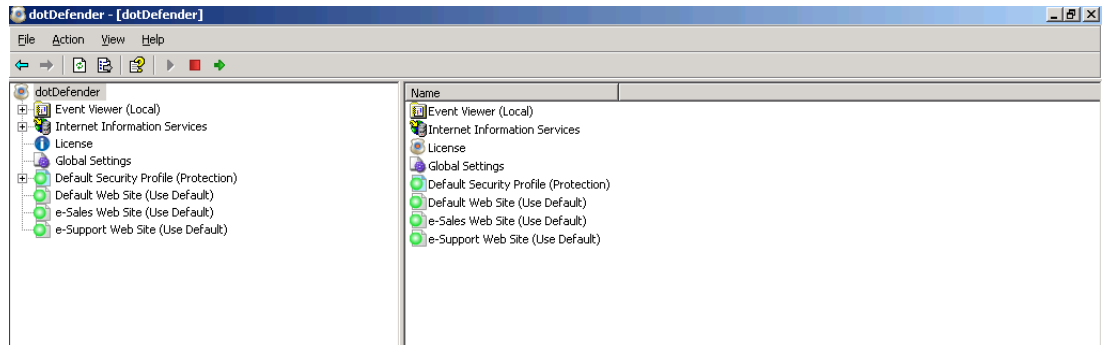 dotDefender - [dotDefender]
File Action View Help
dotDefender
Event Viewer (Local)
Internet Information Services
License
Global Settings
Default Security Profile (Protection)
Default Web Site (Use Default)
e-Sales Web Site (Use Default)
e-Support Web Site (Use Default)
Name
Event Viewer (Local)
Internet Information Services
License
Global Settings
Default Security Profile (Protection)
Default Web Site (Use Default)
e-Sales Web Site (Use Default)
e-Support Web Site (Use Default)